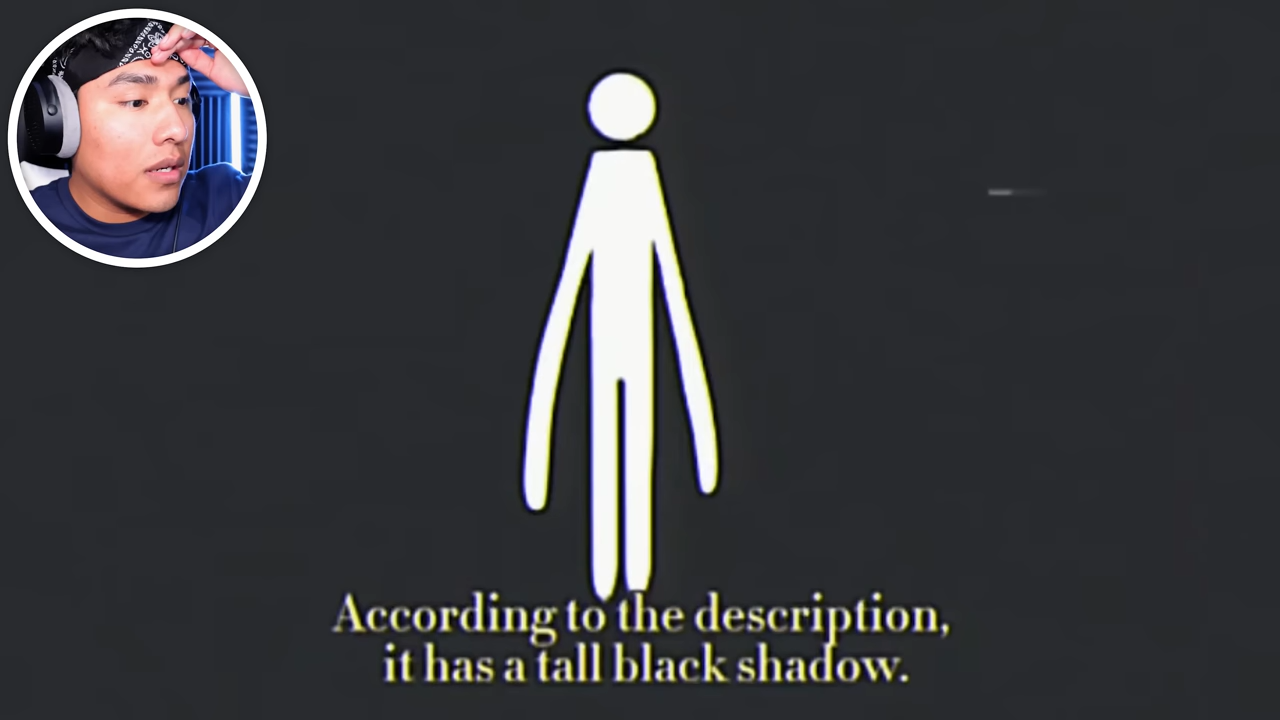 According to the description,
it has a tall black shadow.